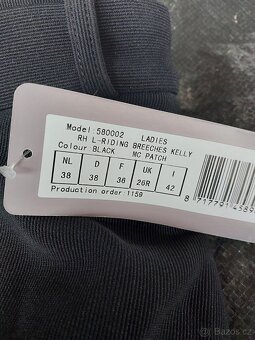 Model:580002 LADIES
RH L-RIDING BREECHES KELLY
Colour BLACK MC PATCH
NL D F UK I
38 38 36 26R 42
Production order 1159
Bazos.cz